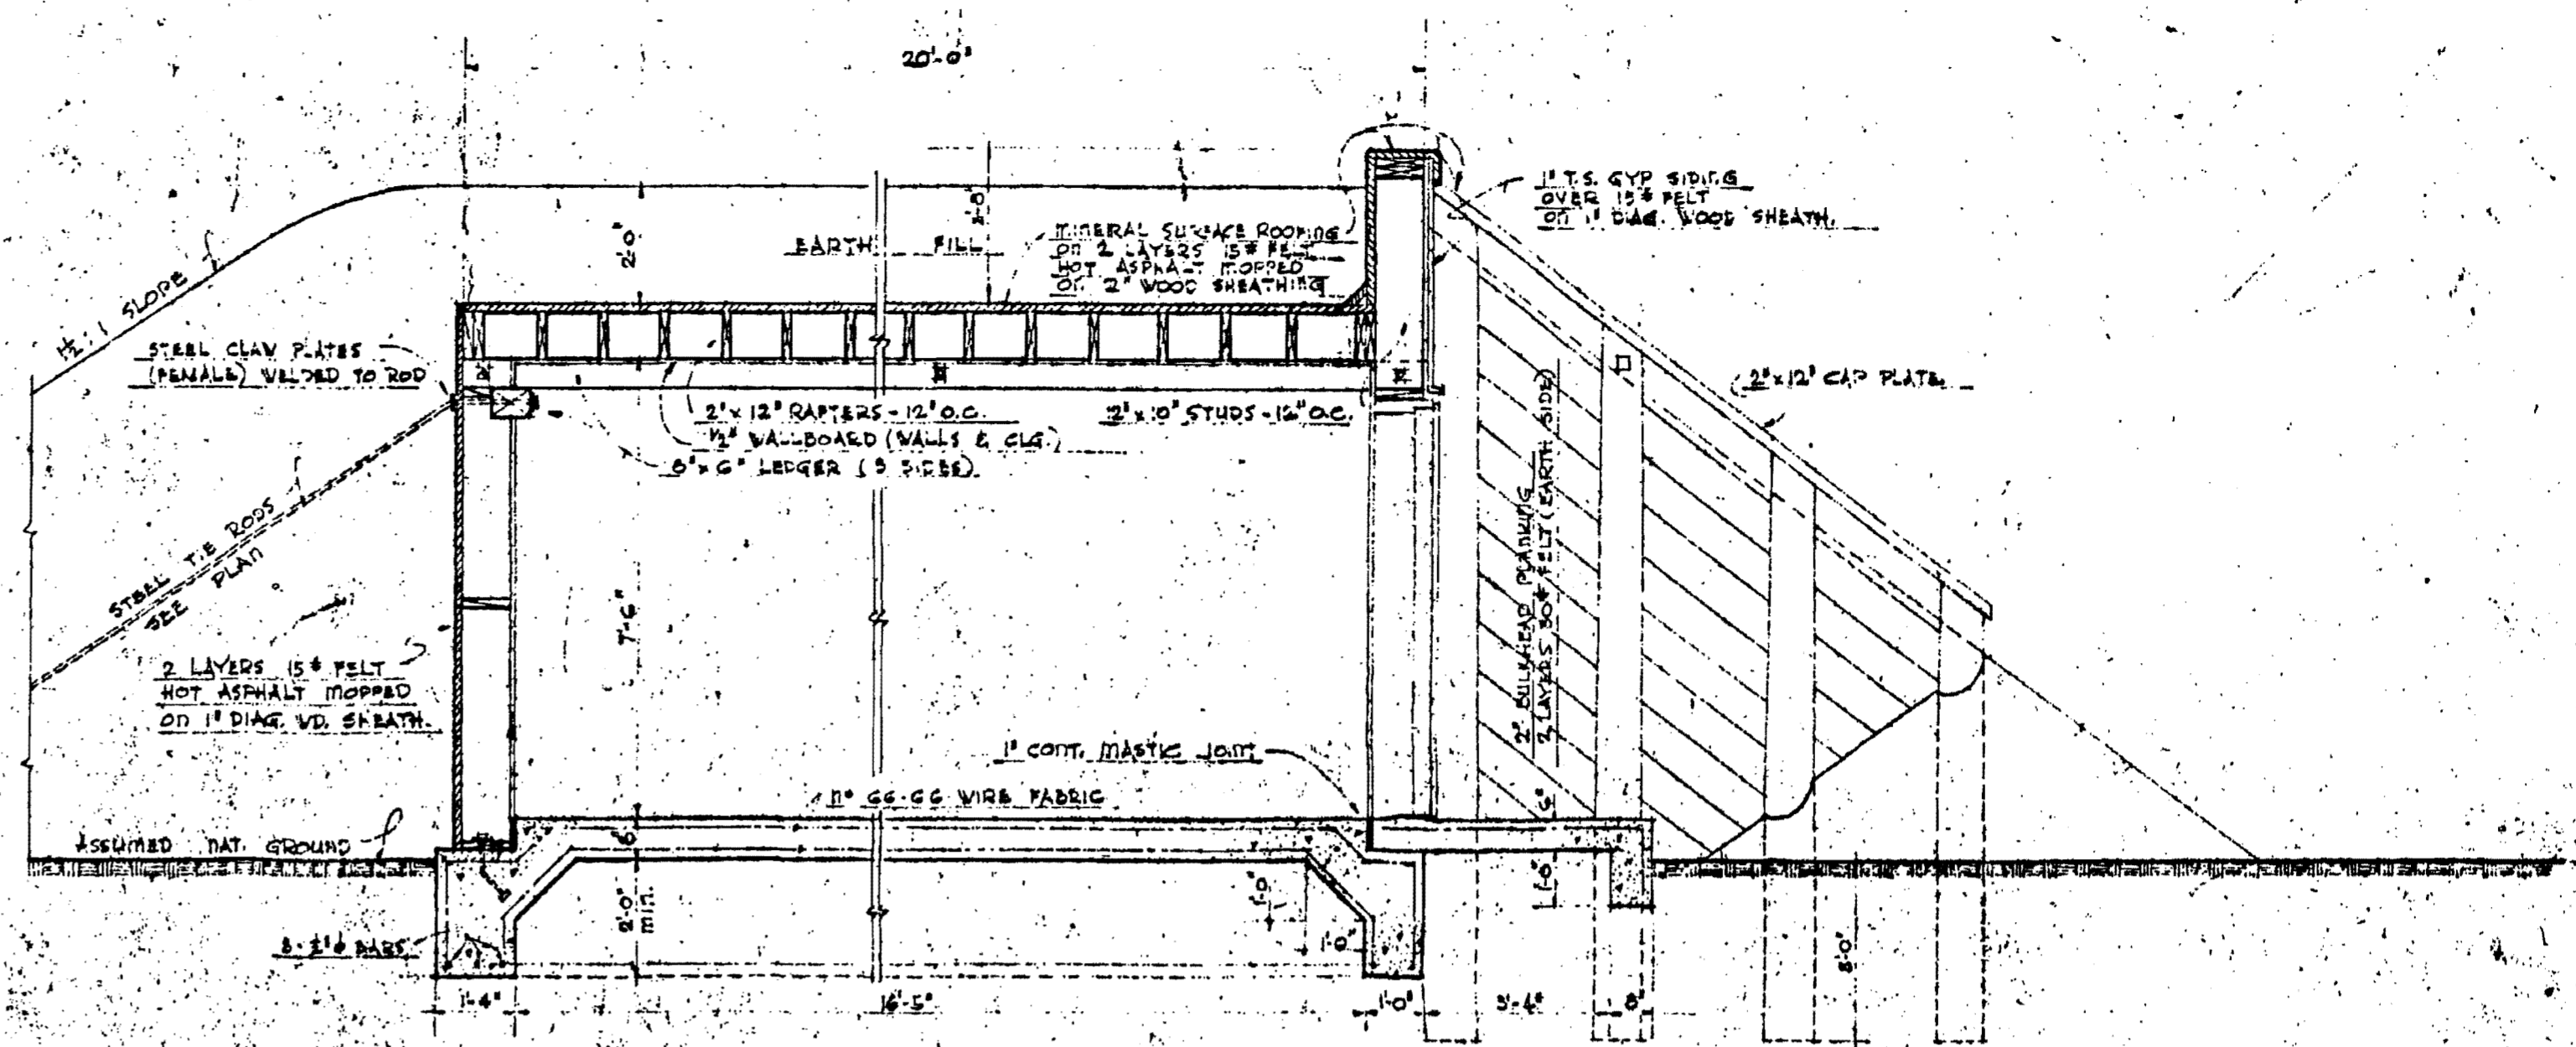 20'-0"
1" T.S. GYP SIDING
OVER 15# FELT
ON 1" DIAG. WOOD SHEATH.
2'-0"
EARTH FILL
MINERAL SURFACE ROOFING
ON 2 LAYERS 15# FELT
HOT ASPHALT MOPPED
ON 2" WOOD SHEATHING
1½:1 SLOPE
STEEL CLAW PLATES
(FEMALE) WELDED TO ROD
2"x12" RAFTERS - 12" O.C.
½" WALLBOARD (WALLS & CLG.)
6" LEDGER (3 SIDES)
2"x10" STUDS - 12" O.C.
2"x12" CAP PLATE
2" BULKHEAD PLANKING
2 LAYERS 30# FELT (EARTH SIDE)
STEEL TIE RODS
SEE PLAN
7'-6"
2 LAYERS 15# FELT
HOT ASPHALT MOPPED
ON 1" DIAG. WD. SHEATH.
1" CONT. MASTIC JOINT
66-66 WIRE FABRIC
ASSUMED NAT. GROUND
6"
6"
2'-0"
MIN.
1'-0"
1'-0"
1'-0"
BARS
8'-0"
1'-4"
16'-5"
1'-0"
3'-4"
8"